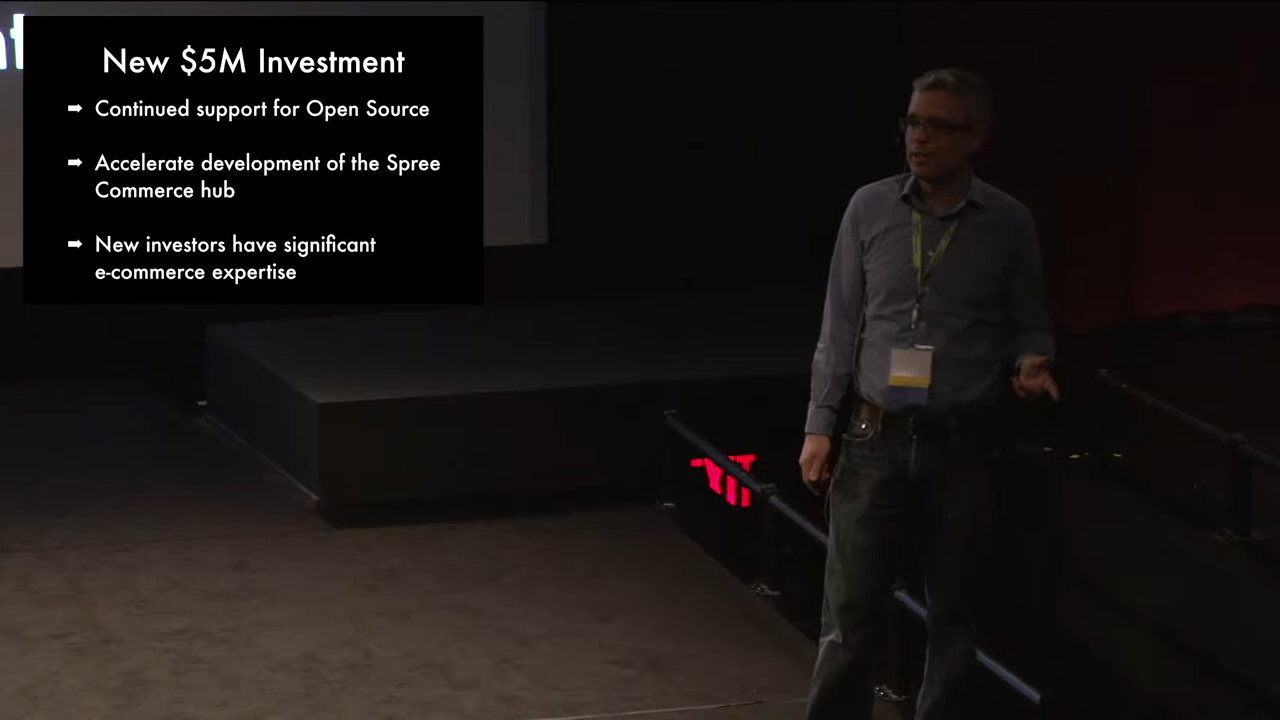 New $5M Investment
➡ Continued support for Open Source
➡ Accelerate development of the Spree
Commerce hub
➡ New investors have significant
e-commerce expertise